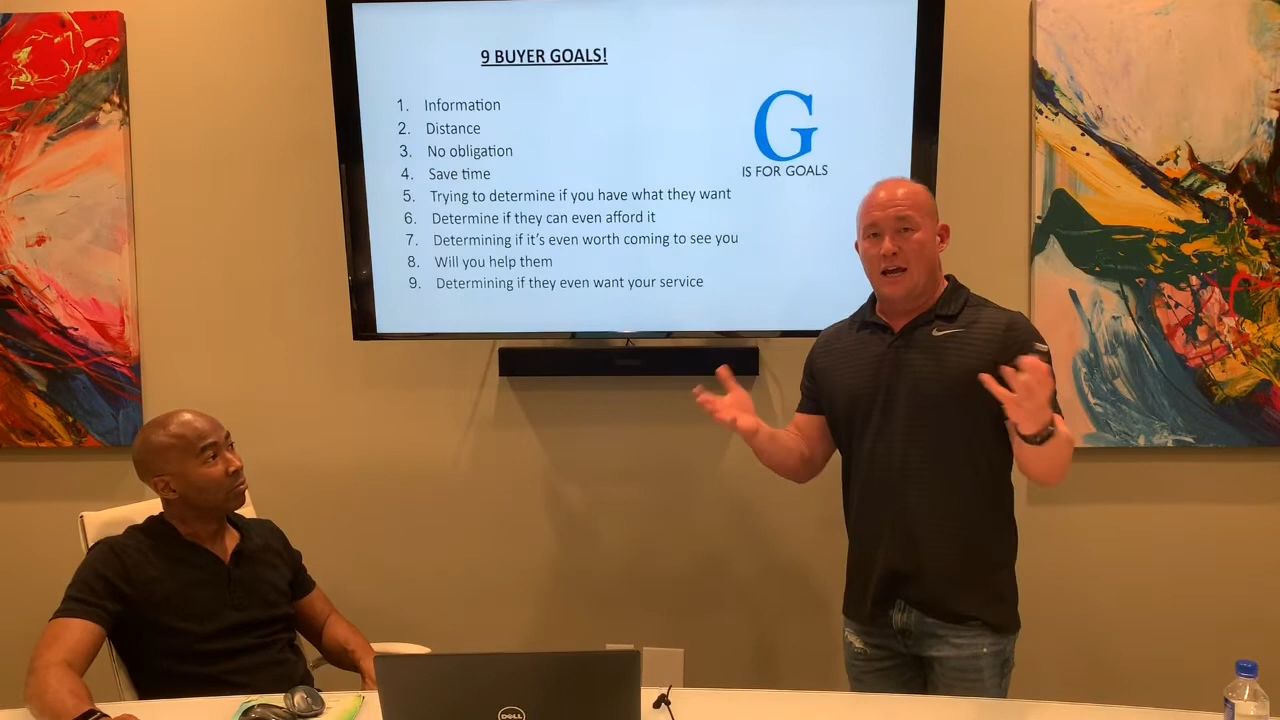 9 BUYER GOALS!
1. Information
2. Distance
3. No obligation
4. Save time
5. Trying to determine if you have what they want
6. Determine if they can even afford it
7. Determining if it's even worth coming to see you
8. Will you help them
9. Determining if they even want your service
G
IS FOR GOALS
DELL